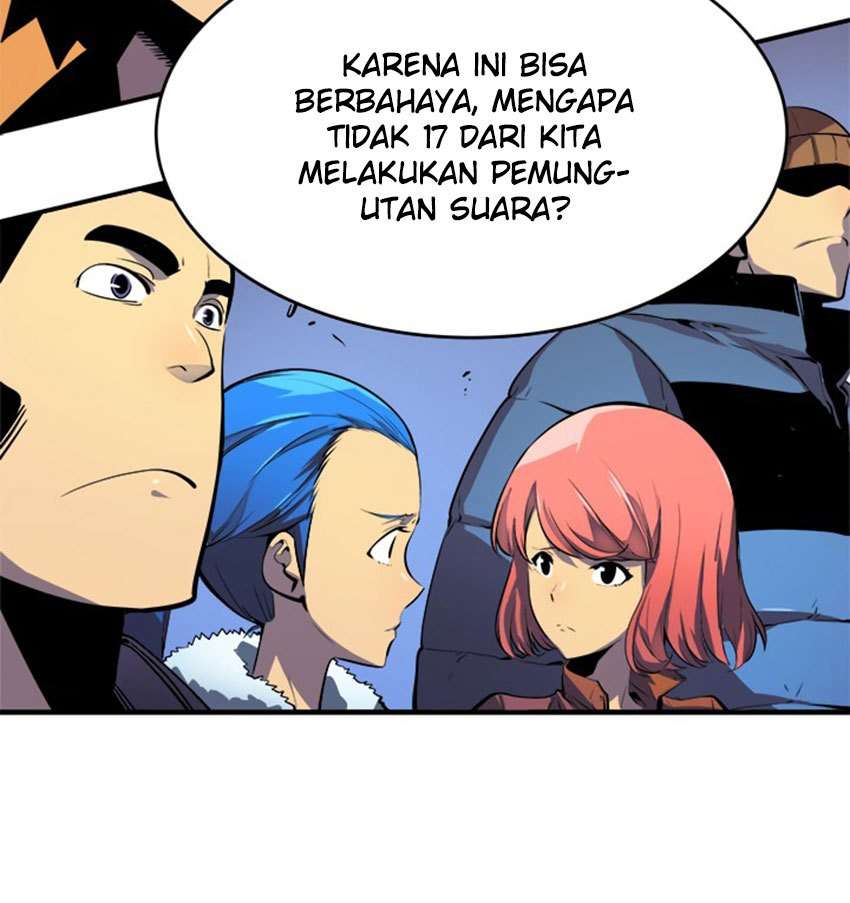 KARENA INI BISA
BERBAHAYA, MENGAPA
TIDAK 17 DARI KITA
MELAKUKAN PEMUNG-
UTAN SUARA?